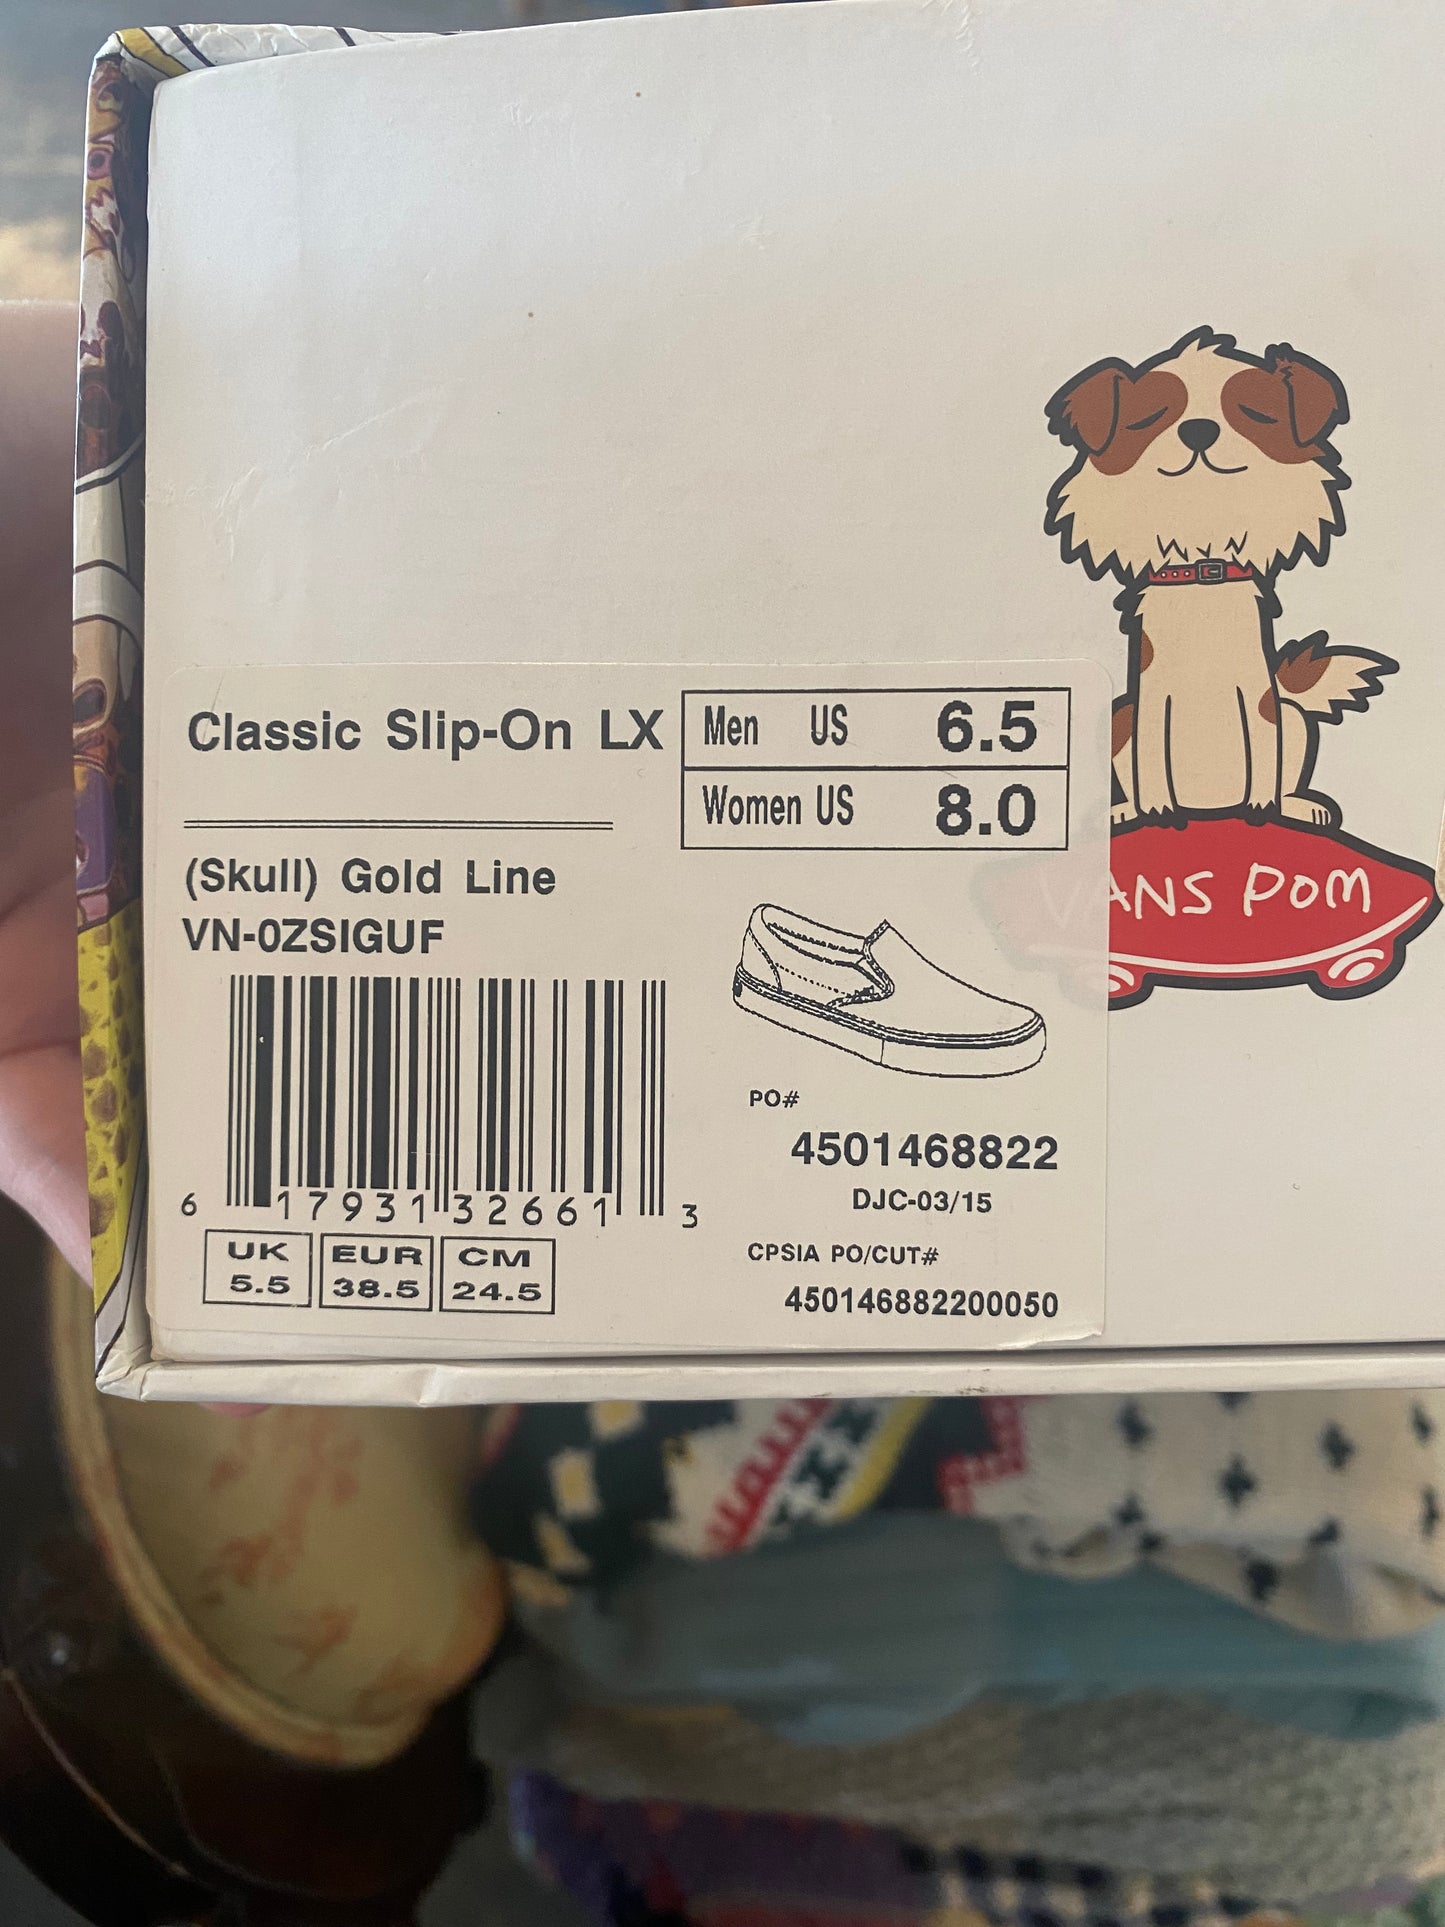 Classic Slip-On LX
Men US 6.5
Women US 8.0
(Skull) Gold Line
VN-0ZSIGUF
6 17931 32661 3
UK 5.5
EUR 38.5
CM 24.5
PO#
4501468822
DJC-03/15
CPSIA PO/CUT#
450146882200050
VANS POM